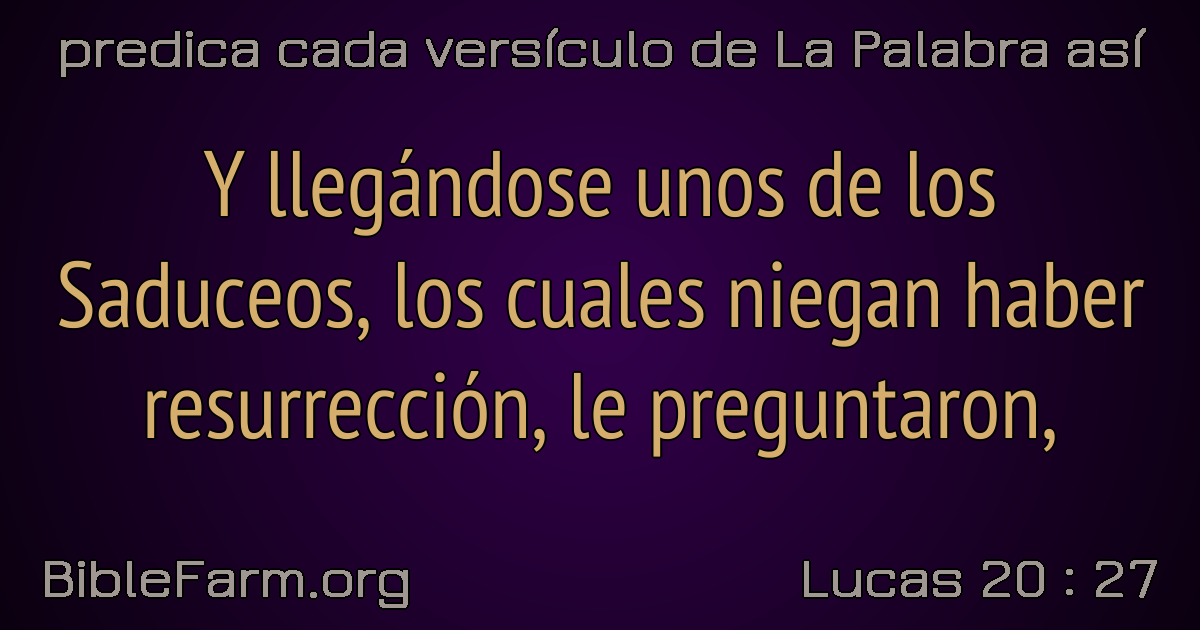 predica cada versículo de La Palabra así
Y llegándose unos de los
Saduceos, los cuales niegan haber
resurrección, le preguntaron,
BibleFarm.org
Lucas 20 : 27